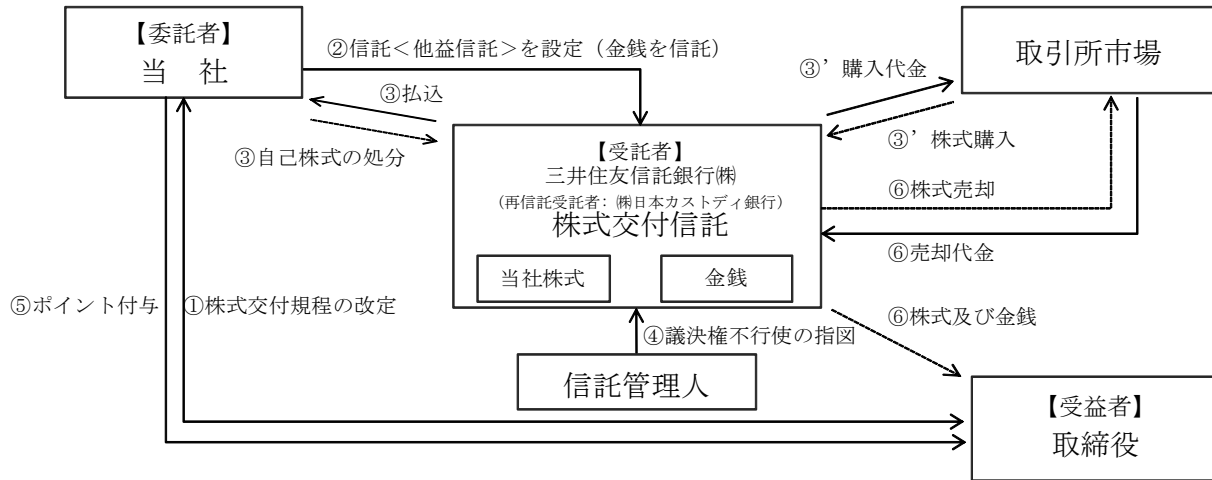 【委託者】
当　社
②信託＜他益信託＞を設定（金銭を信託）
取引所市場
③’購入代金
③払込
③自己株式の処分
③’株式購入
【受託者】
三井住友信託銀行㈱
(再信託受託者：㈱日本カストディ銀行)
株式交付信託
⑥株式売却
⑥売却代金
当社株式
金銭
⑤ポイント付与
①株式交付規程の改定
⑥株式及び金銭
④議決権不行使の指図
信託管理人
【受益者】
取締役